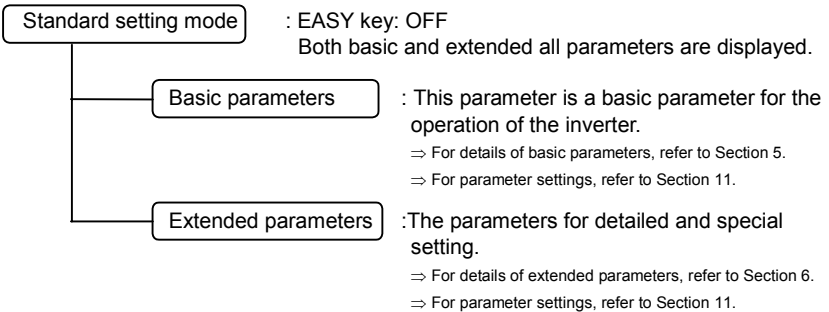 Standard setting mode : EASY key: OFF
Both basic and extended all parameters are displayed.
Basic parameters : This parameter is a basic parameter for the
operation of the inverter.
⇒ For details of basic parameters, refer to Section 5.
⇒ For parameter settings, refer to Section 11.
Extended parameters :The parameters for detailed and special
setting.
⇒ For details of extended parameters, refer to Section 6.
⇒ For parameter settings, refer to Section 11.